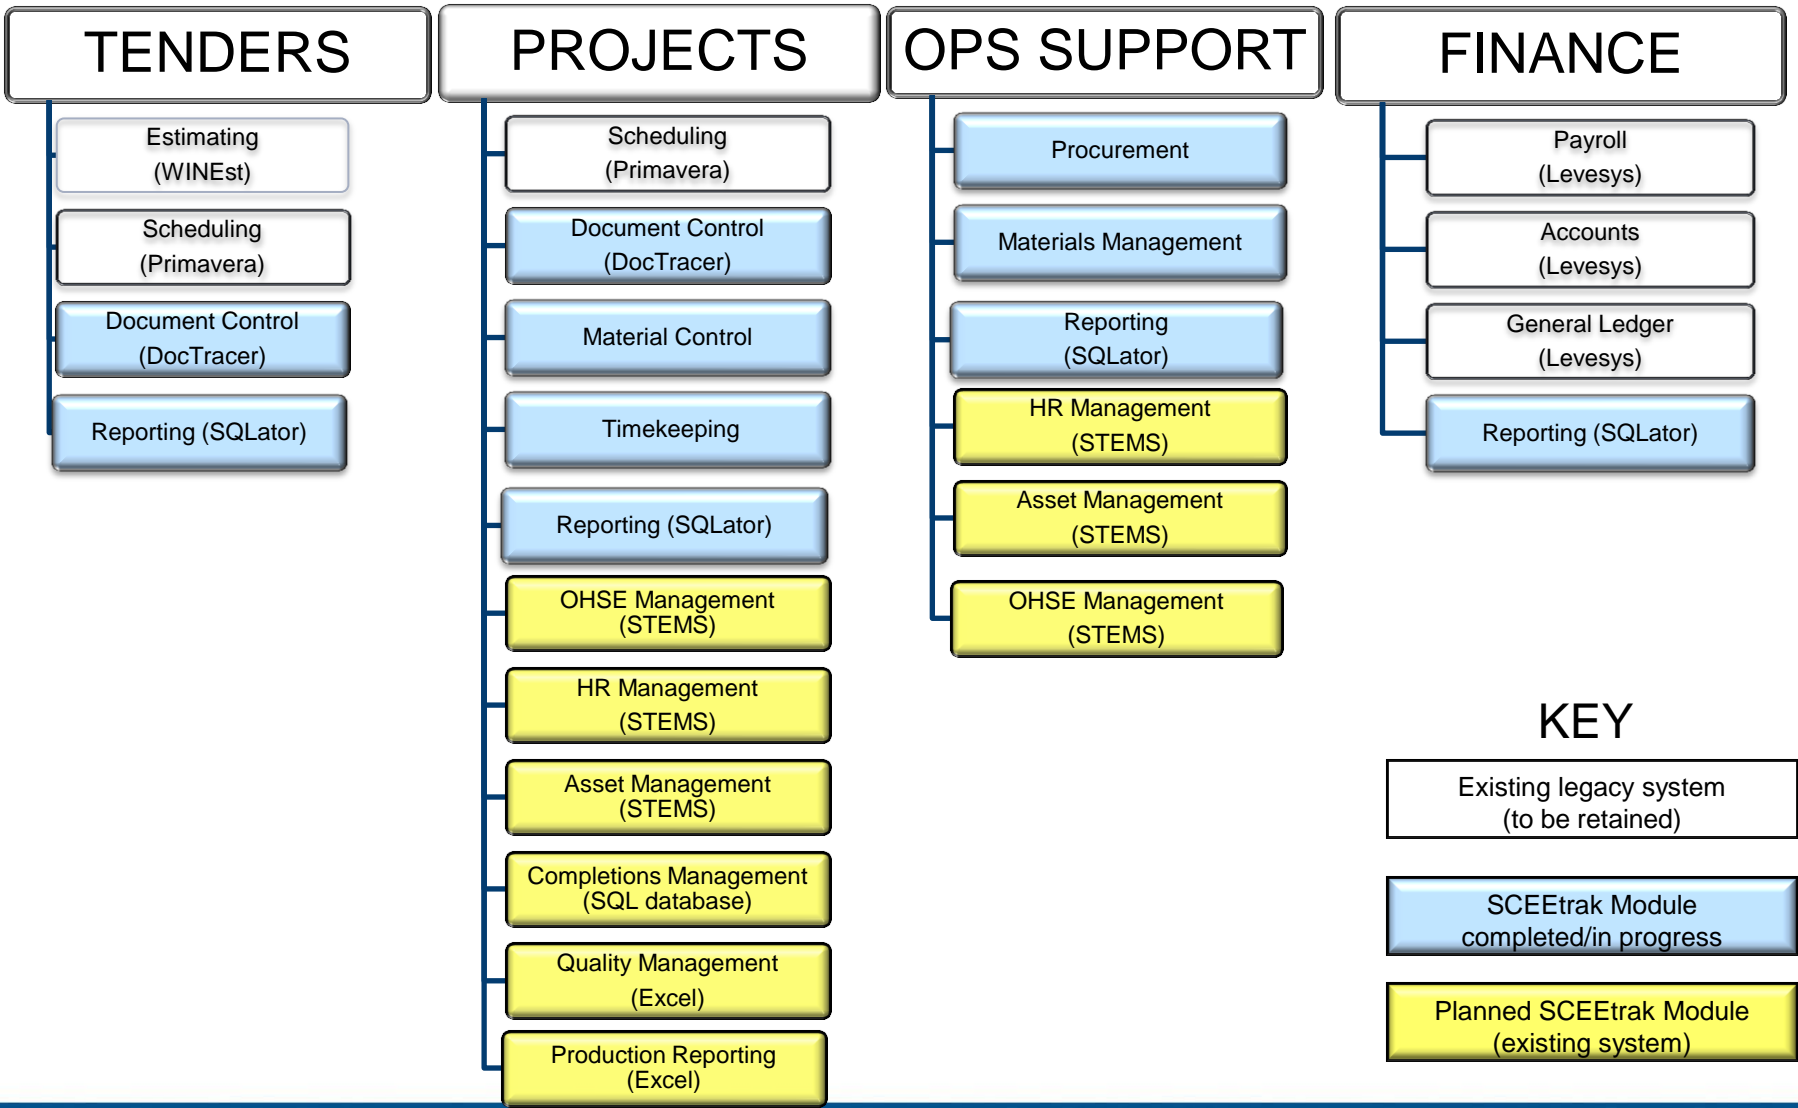 TENDERS
Estimating
(WINEst)
Scheduling
(Primavera)
Document Control
(DocTracer)
Reporting (SQLator)
PROJECTS
Scheduling
(Primavera)
Document Control
(DocTracer)
Material Control
Timekeeping
Reporting (SQLator)
OHSE Management
(STEMS)
HR Management
(STEMS)
Asset Management
(STEMS)
Completions Management
(SQL database)
Quality Management
(Excel)
Production Reporting
(Excel)
OPS SUPPORT
Procurement
Materials Management
Reporting
(SQLator)
HR Management
(STEMS)
Asset Management
(STEMS)
OHSE Management
(STEMS)
FINANCE
Payroll
(Levesys)
Accounts
(Levesys)
General Ledger
(Levesys)
Reporting (SQLator)
KEY
Existing legacy system
(to be retained)
SCEEtrak Module
completed/in progress
Planned SCEEtrak Module
(existing system)